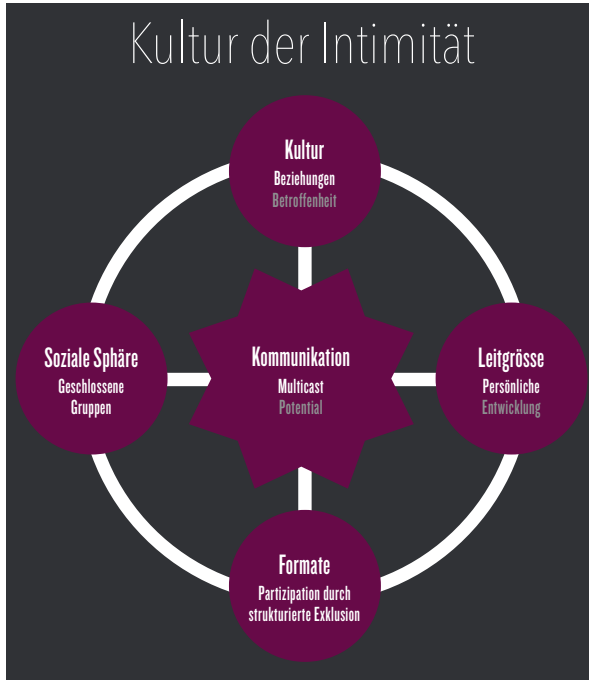 Kultur der Intimität
Kultur
Beziehungen
Betroffenheit
Soziale Sphäre
Geschlossene
Gruppen
Kommunikation
Multicast
Potential
Leitgrösse
Persönliche
Entwicklung
Formate
Partizipation durch
strukturierte Exklusion